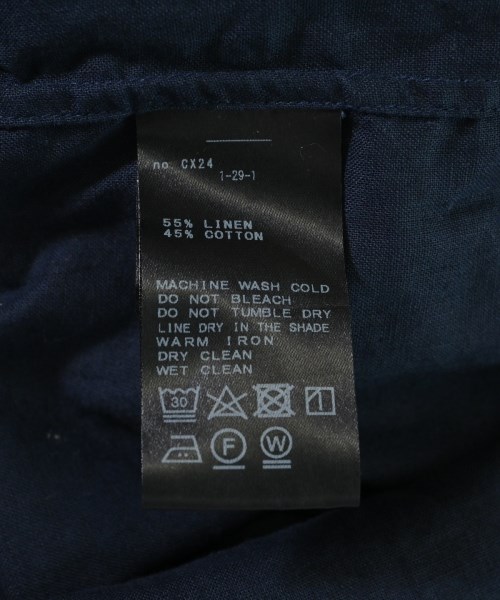 no. CX24
1-29-1
55% LINEN
45% COTTON
MACHINE WASH COLD
DO NOT BLEACH
DO NOT TUMBLE DRY
LINE DRY IN THE SHADE
WARM IRON
DRY CLEAN
WET CLEAN
30
F W